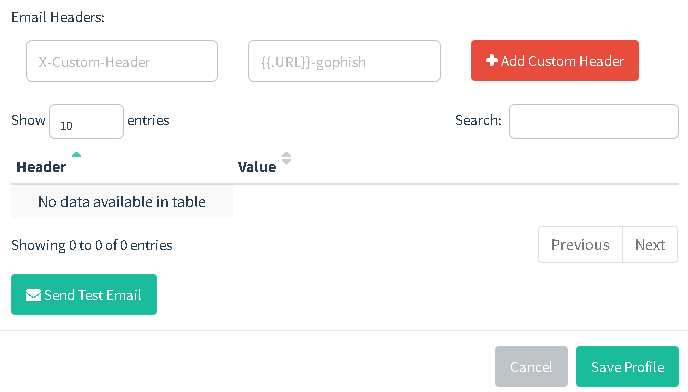 Email Headers:
X-Custom-Header {{.URL}}-gophish Add Custom Header
Show 10 entries Search:
Header Value
No data available in table
Showing 0 to 0 of 0 entries Previous Next
Send Test Email
Cancel Save Profile